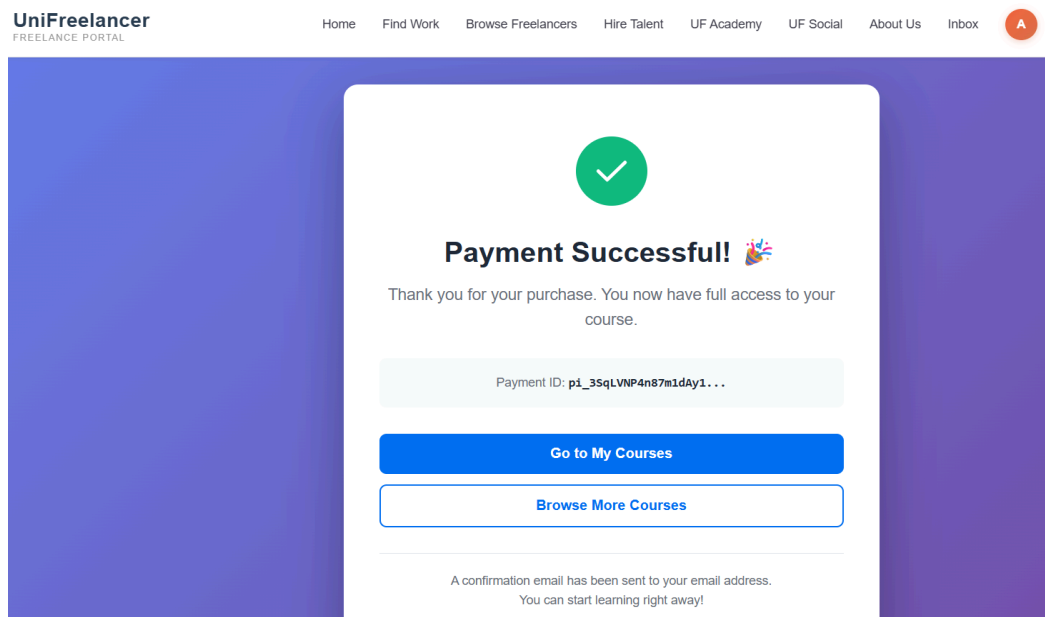 UniFreelancer
FREELANCE PORTAL
Home Find Work Browse Freelancers Hire Talent UF Academy UF Social About Us Inbox A
Payment Successful! 🎉
Thank you for your purchase. You now have full access to your
course.
Payment ID: pi_3SqLVNP4n87m1dAy1...
Go to My Courses
Browse More Courses
A confirmation email has been sent to your email address.
You can start learning right away!